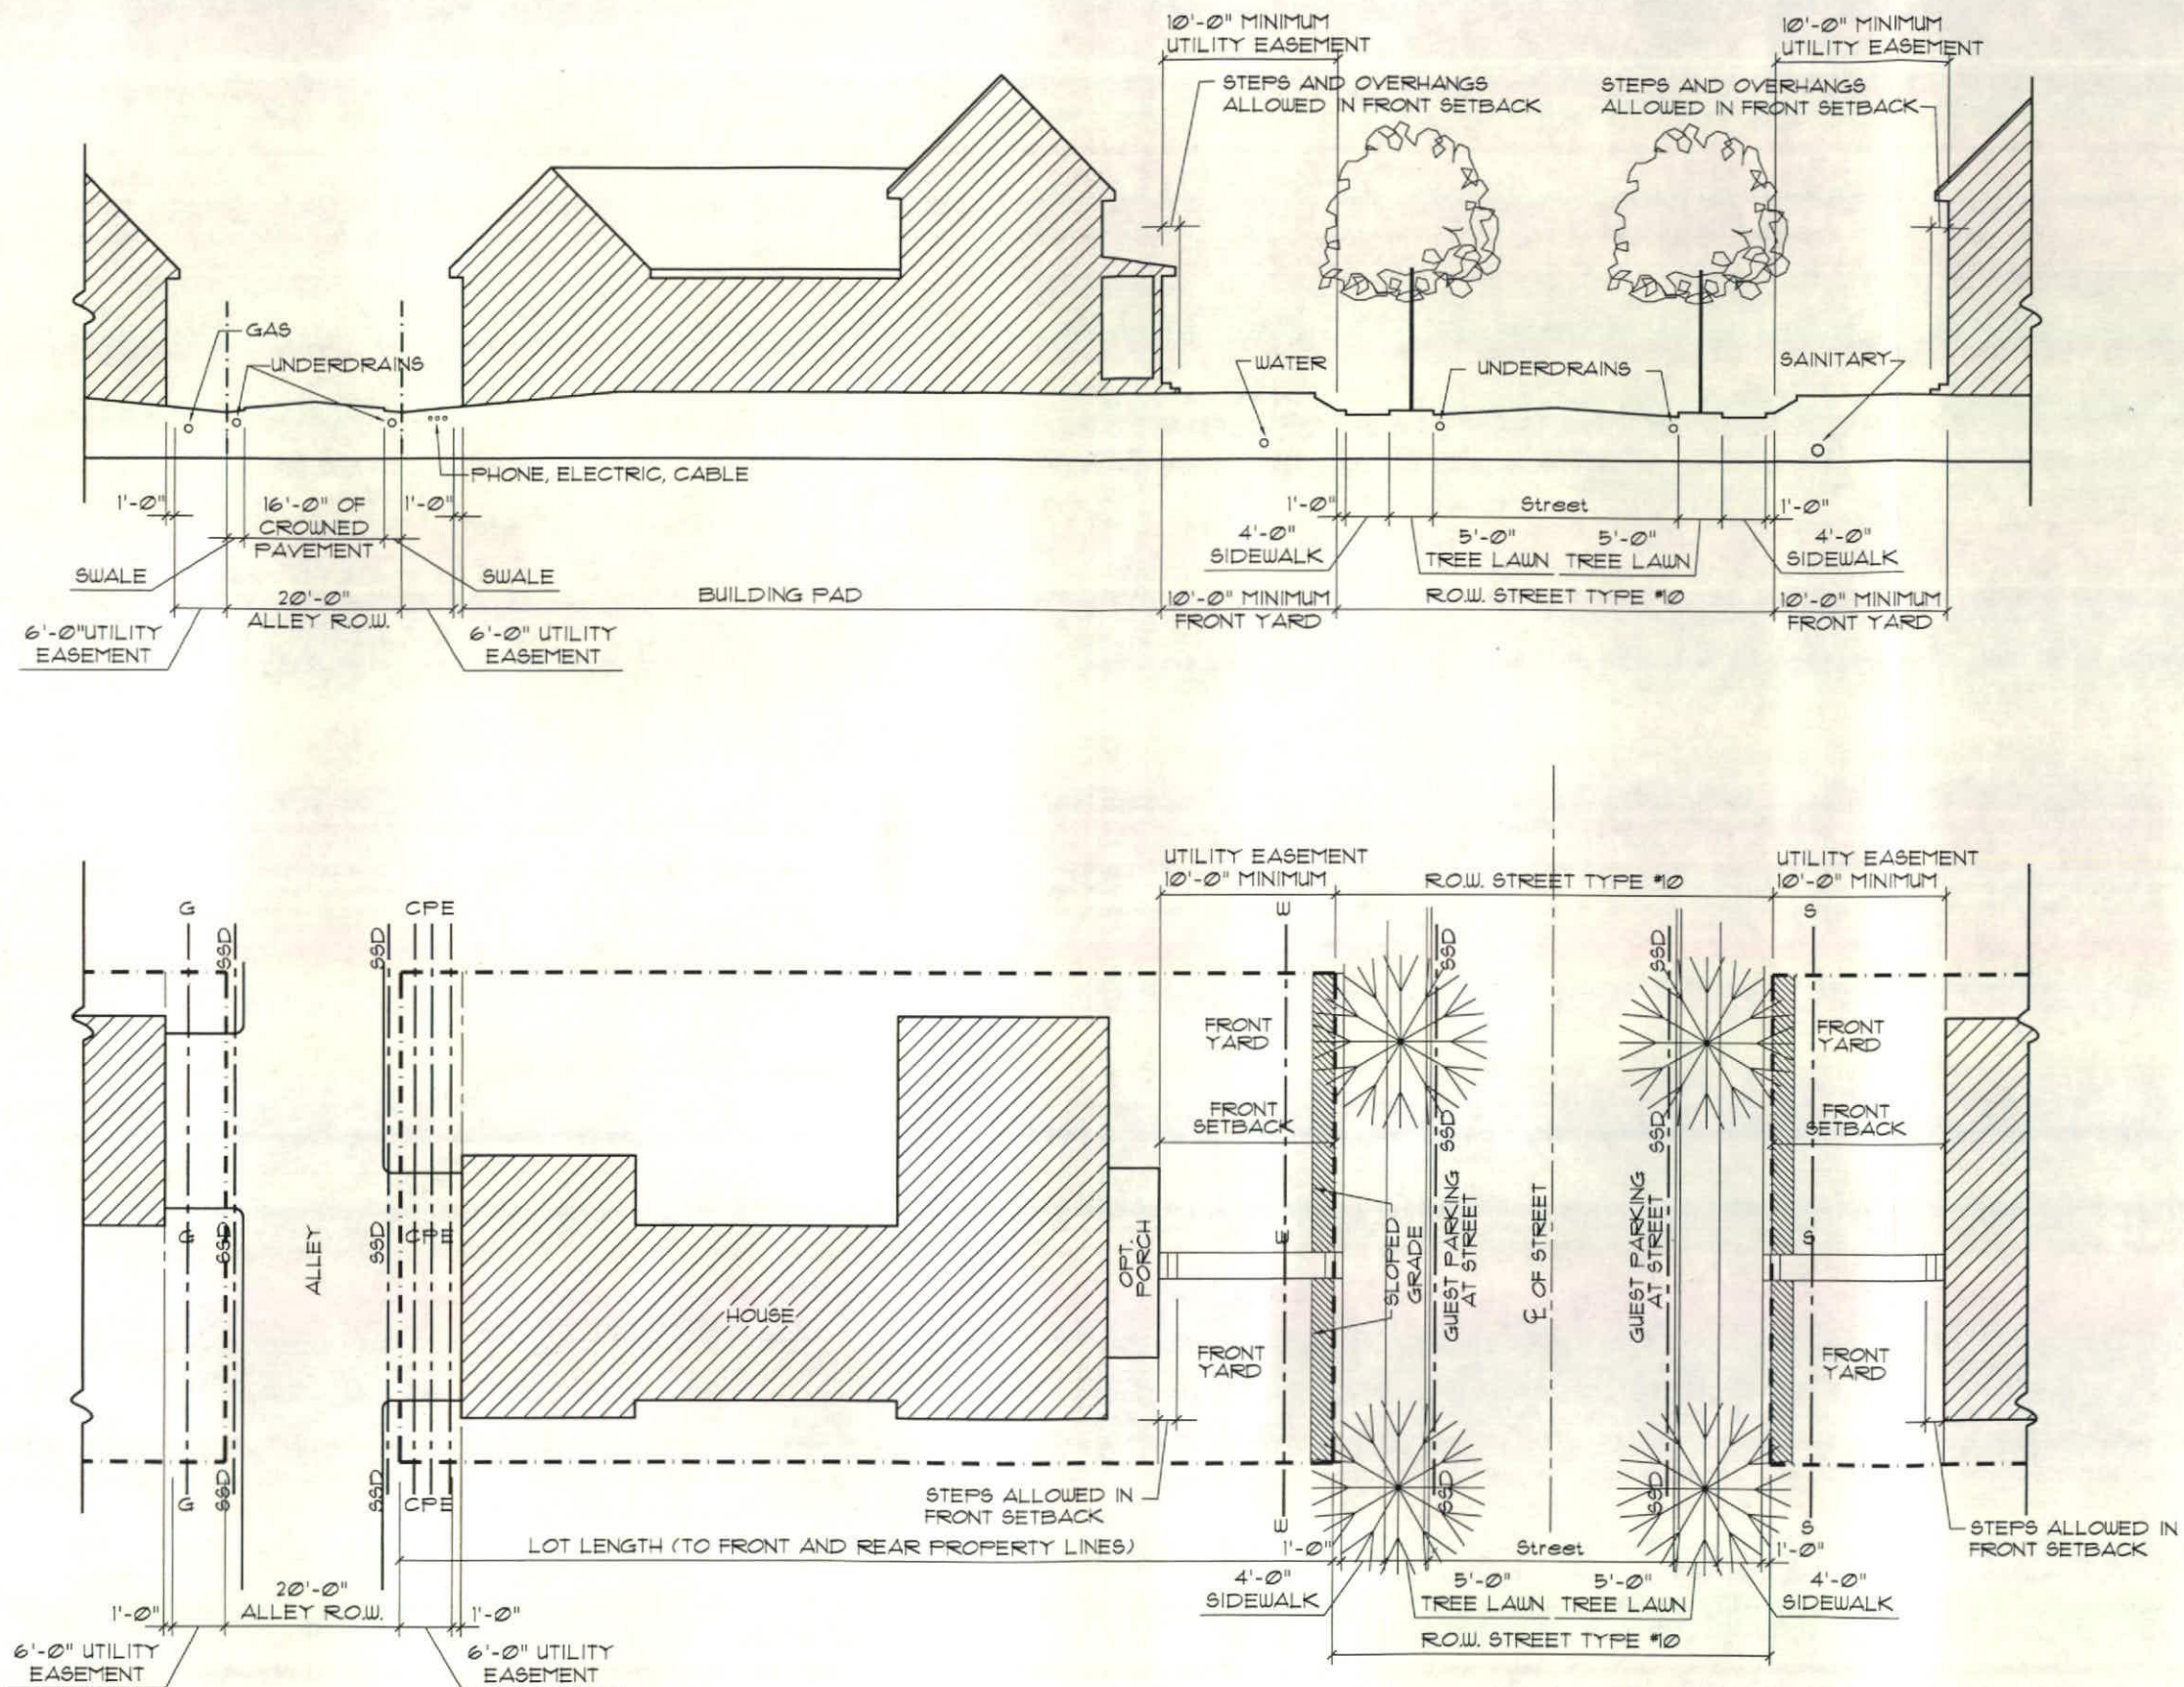 10'-0" MINIMUM
UTILITY EASEMENT
10'-0" MINIMUM
UTILITY EASEMENT
STEPS AND OVERHANGS
ALLOWED IN FRONT SETBACK
STEPS AND OVERHANGS
ALLOWED IN FRONT SETBACK
GAS
UNDERDRAINS
WATER
UNDERDRAINS
SAINITARY
PHONE, ELECTRIC, CABLE
1'-0"
16'-0" OF
CROWNED
PAVEMENT
1'-0"
SWALE
SWALE
20'-0"
ALLEY R.O.W.
6'-0"UTILITY
EASEMENT
6'-0" UTILITY
EASEMENT
BUILDING PAD
1'-0"
Street
1'-0"
4'-0"
SIDEWALK
5'-0"
TREE LAWN
5'-0"
TREE LAWN
4'-0"
SIDEWALK
10'-0" MINIMUM
FRONT YARD
R.O.W. STREET TYPE #10
10'-0" MINIMUM
FRONT YARD
UTILITY EASEMENT
10'-0" MINIMUM
R.O.W. STREET TYPE #10
UTILITY EASEMENT
10'-0" MINIMUM
G
SSD
SSD
CPE
W
SSD
SSD
S
FRONT
YARD
FRONT
YARD
FRONT
SETBACK
FRONT
SETBACK
G
SSD
ALLEY
SSD
CPE
HOUSE
OPT.
PORCH
W
SLOPED
GRADE
SSD
GUEST PARKING
AT STREET
℄ OF STREET
SSD
GUEST PARKING
AT STREET
S
FRONT
YARD
FRONT
YARD
G
SSD
SSD
CPE
STEPS ALLOWED IN
FRONT SETBACK
W
SSD
SSD
S
STEPS ALLOWED IN
FRONT SETBACK
LOT LENGTH (TO FRONT AND REAR PROPERTY LINES)
1'-0"
Street
1'-0"
4'-0"
SIDEWALK
5'-0"
TREE LAWN
5'-0"
TREE LAWN
4'-0"
SIDEWALK
1'-0"
20'-0"
ALLEY R.O.W.
1'-0"
6'-0" UTILITY
EASEMENT
6'-0" UTILITY
EASEMENT
R.O.W. STREET TYPE #10